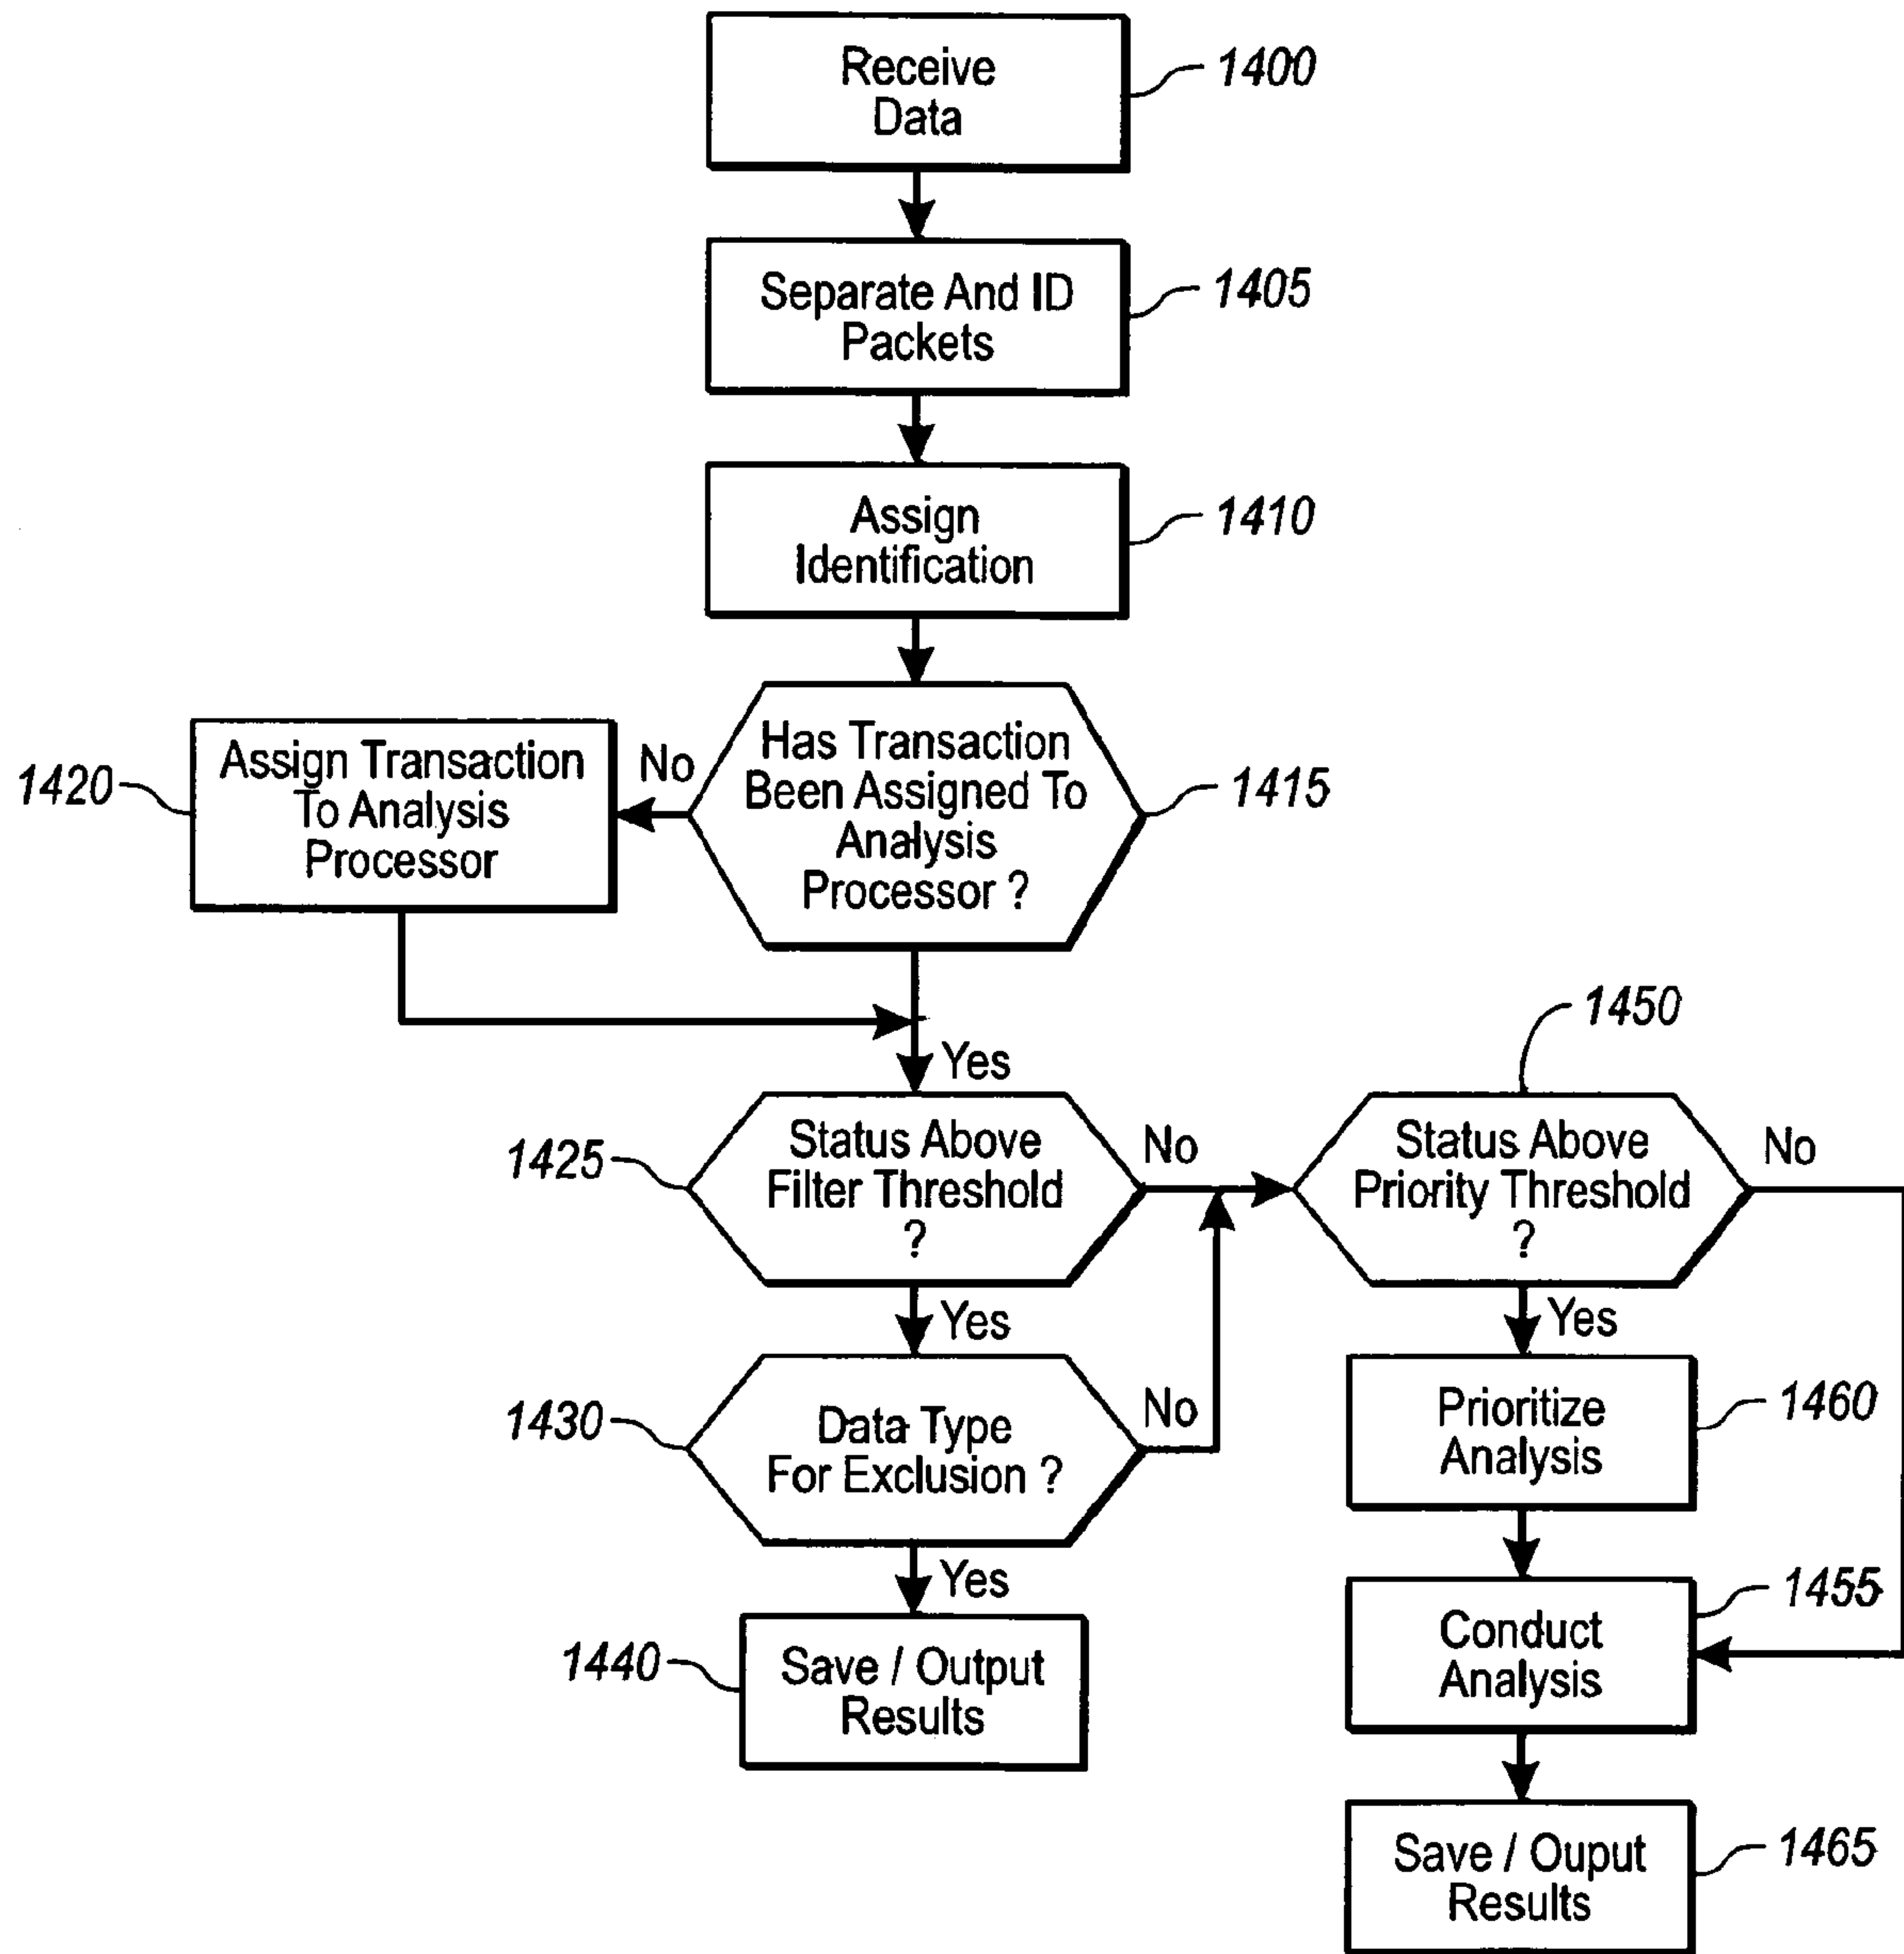 Receive
Data
1400
Separate And ID
Packets
1405
Assign
Identification
1410
Has Transaction
Been Assigned To
Analysis
Processor ?
1415
No
Assign Transaction
To Analysis
Processor
1420
Yes
Status Above
Filter Threshold
?
1425
No
Yes
Data Type
For Exclusion ?
1430
No
Yes
Save / Output
Results
1440
1450
Status Above
Priority Threshold
?
No
Yes
Prioritize
Analysis
1460
Conduct
Analysis
1455
Save / Ouput
Results
1465